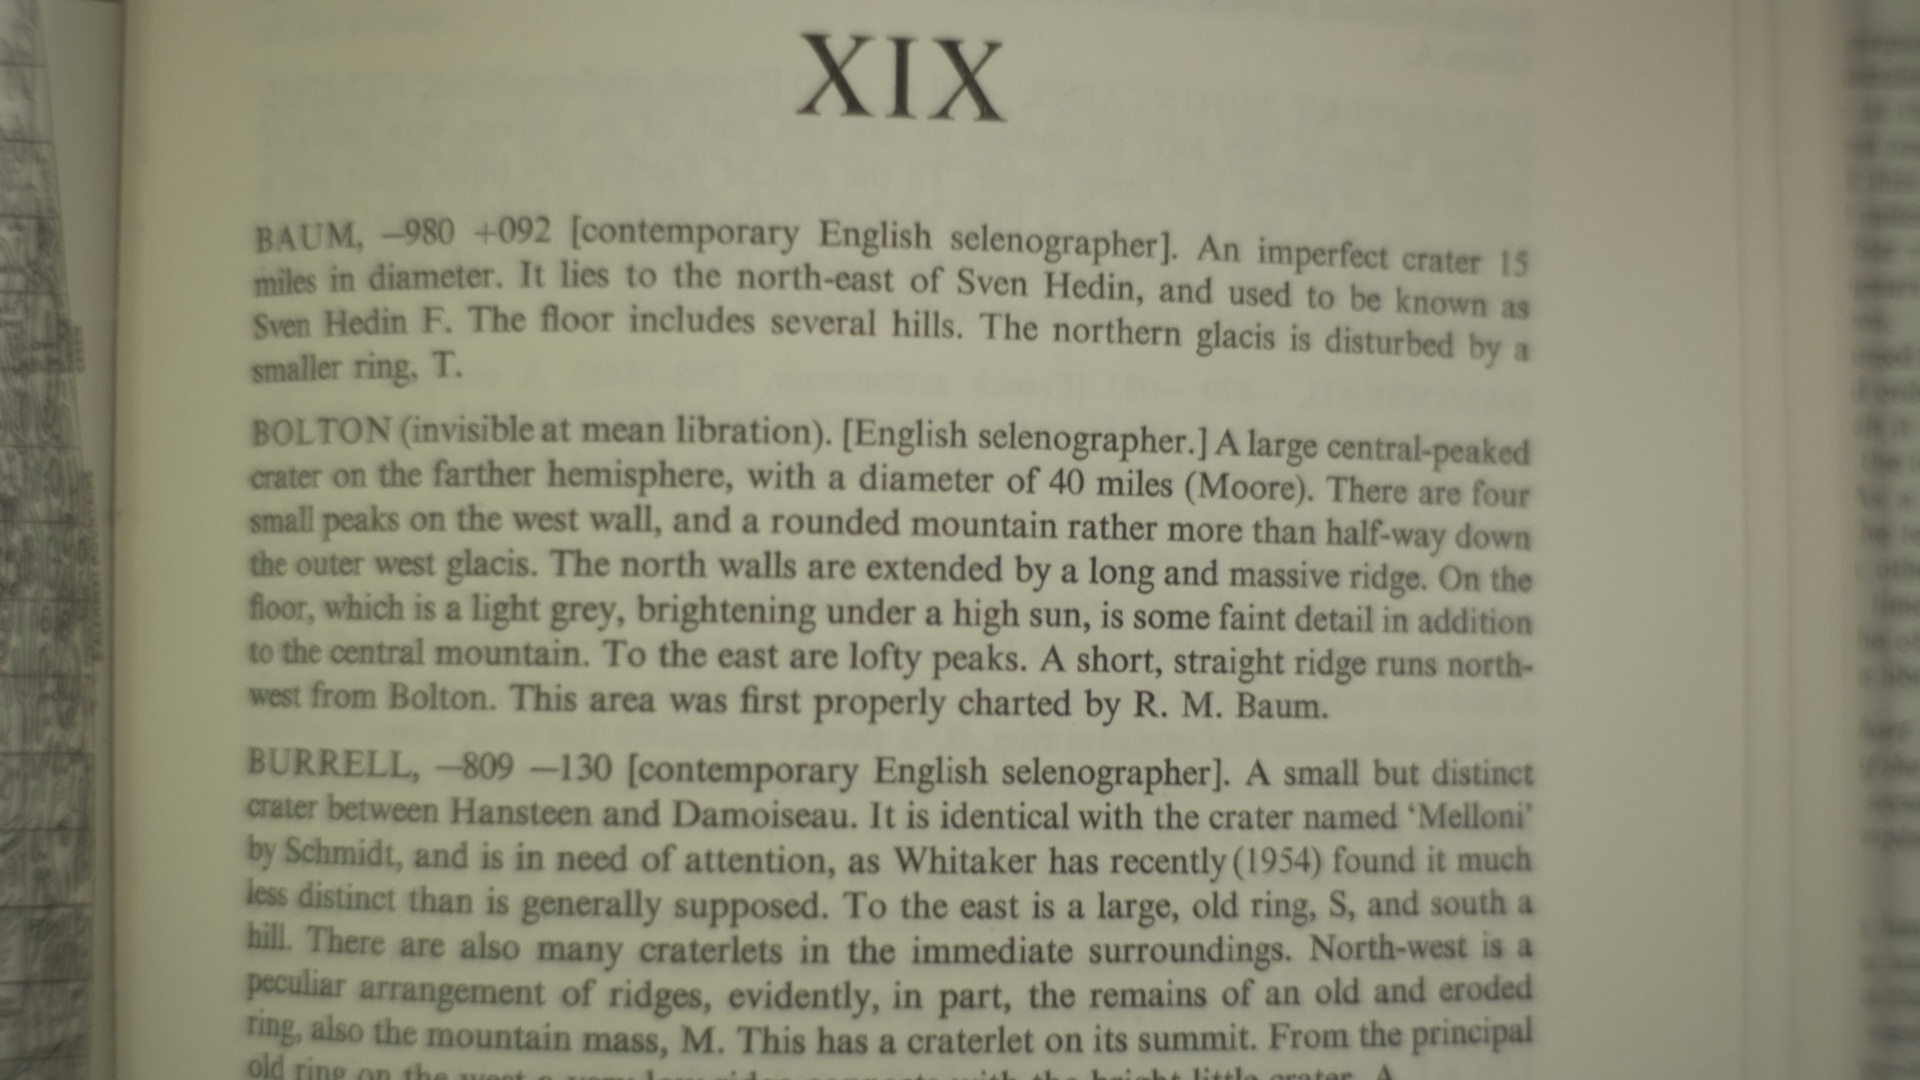 XIX
BAUM, —980 +092 [contemporary English selenographer]. An imperfect crater 15
miles in diameter. It lies to the north-east of Sven Hedin, and used to be known as
Sven Hedin F. The floor includes several hills. The northern glacis is disturbed by a
smaller ring, T.
BOLTON (invisible at mean libration). [English selenographer.] A large central-peaked
crater on the farther hemisphere, with a diameter of 40 miles (Moore). There are four
small peaks on the west wall, and a rounded mountain rather more than half-way down
the outer west glacis. The north walls are extended by a long and massive ridge. On the
floor, which is a light grey, brightening under a high sun, is some faint detail in addition
to the central mountain. To the east are lofty peaks. A short, straight ridge runs north-
west from Bolton. This area was first properly charted by R. M. Baum.
BURRELL, —809 —130 [contemporary English selenographer]. A small but distinct
crater between Hansteen and Damoiseau. It is identical with the crater named ‘Melloni’
by Schmidt, and is in need of attention, as Whitaker has recently (1954) found it much
less distinct than is generally supposed. To the east is a large, old ring, S, and south a
hill. There are also many craterlets in the immediate surroundings. North-west is a
peculiar arrangement of ridges, evidently, in part, the remains of an old and eroded
ring, also the mountain mass, M. This has a craterlet on its summit. From the principal
old ring on the west a very low ridge connects with the bright little crater, A